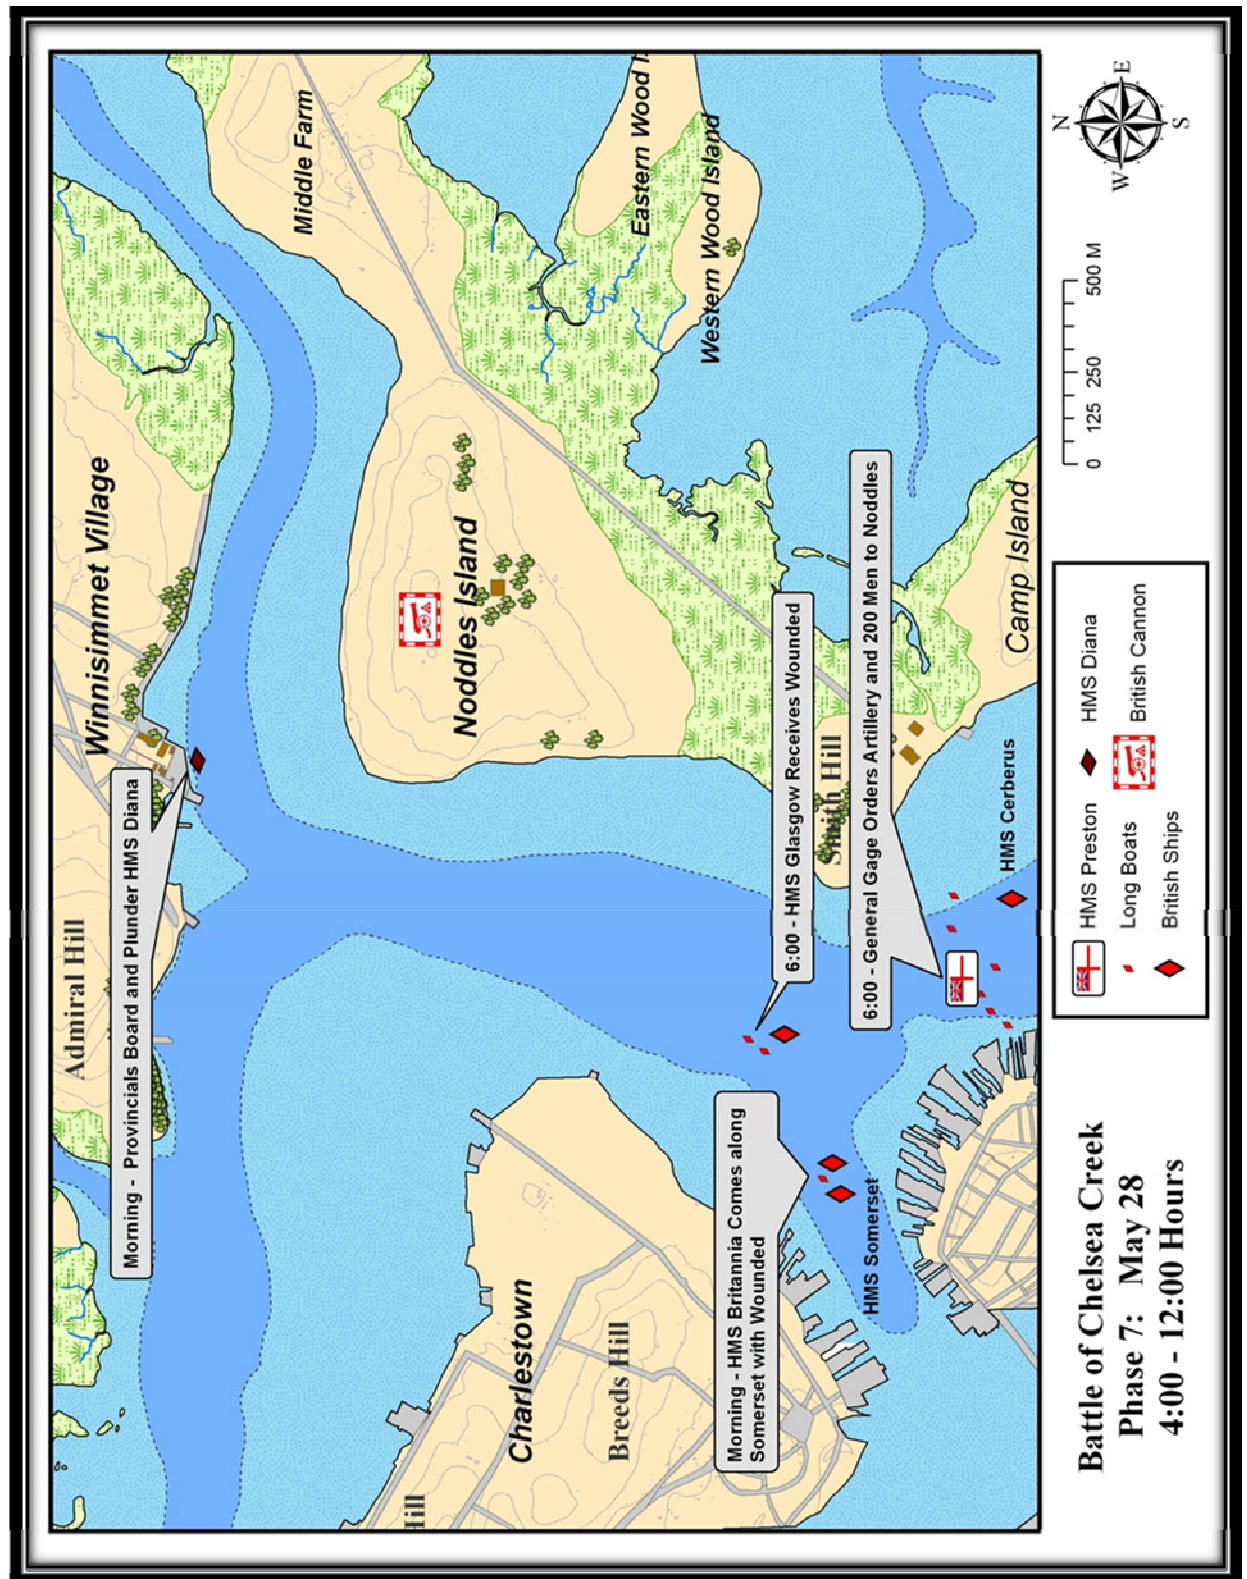 Winnisimmet Village
Middle Farm
Admiral Hill
Morning - Provincials Board and Plunder HMS Diana
Noddles Island
Eastern Wood I
Western Wood Island
Charlestown
Breeds Hill
Hill
6:00 - HMS Glasgow Receives Wounded
Smith Hill
6:00 - General Gage Orders Artillery and 200 Men to Noddles
Camp Island
Morning - HMS Britannia Comes along
Somerset with Wounded
HMS Somerset
HMS Cerberus
Battle of Chelsea Creek
Phase 7: May 28
4:00 - 12:00 Hours
HMS Preston
HMS Diana
Long Boats
British Cannon
British Ships
0 125 250 500 M
N
W E
S